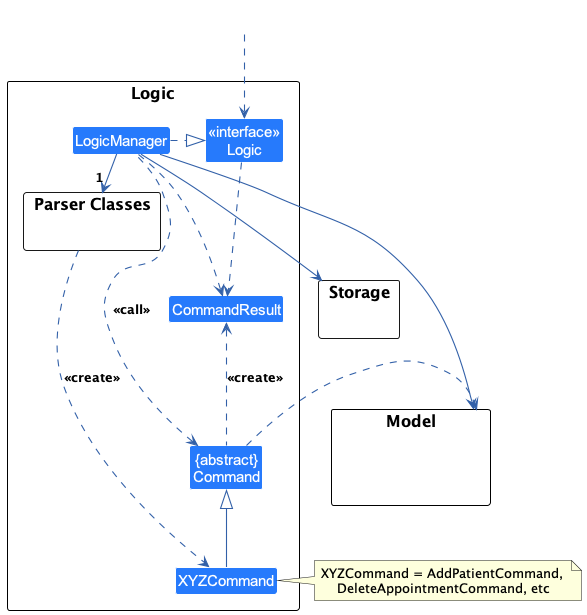 Logic
LogicManager
«interface»
Logic
1
Parser Classes
Storage
CommandResult
«call»
«create»
«create»
Model
{abstract}
Command
XYZCommand
XYZCommand = AddPatientCommand,
DeleteAppointmentCommand, etc